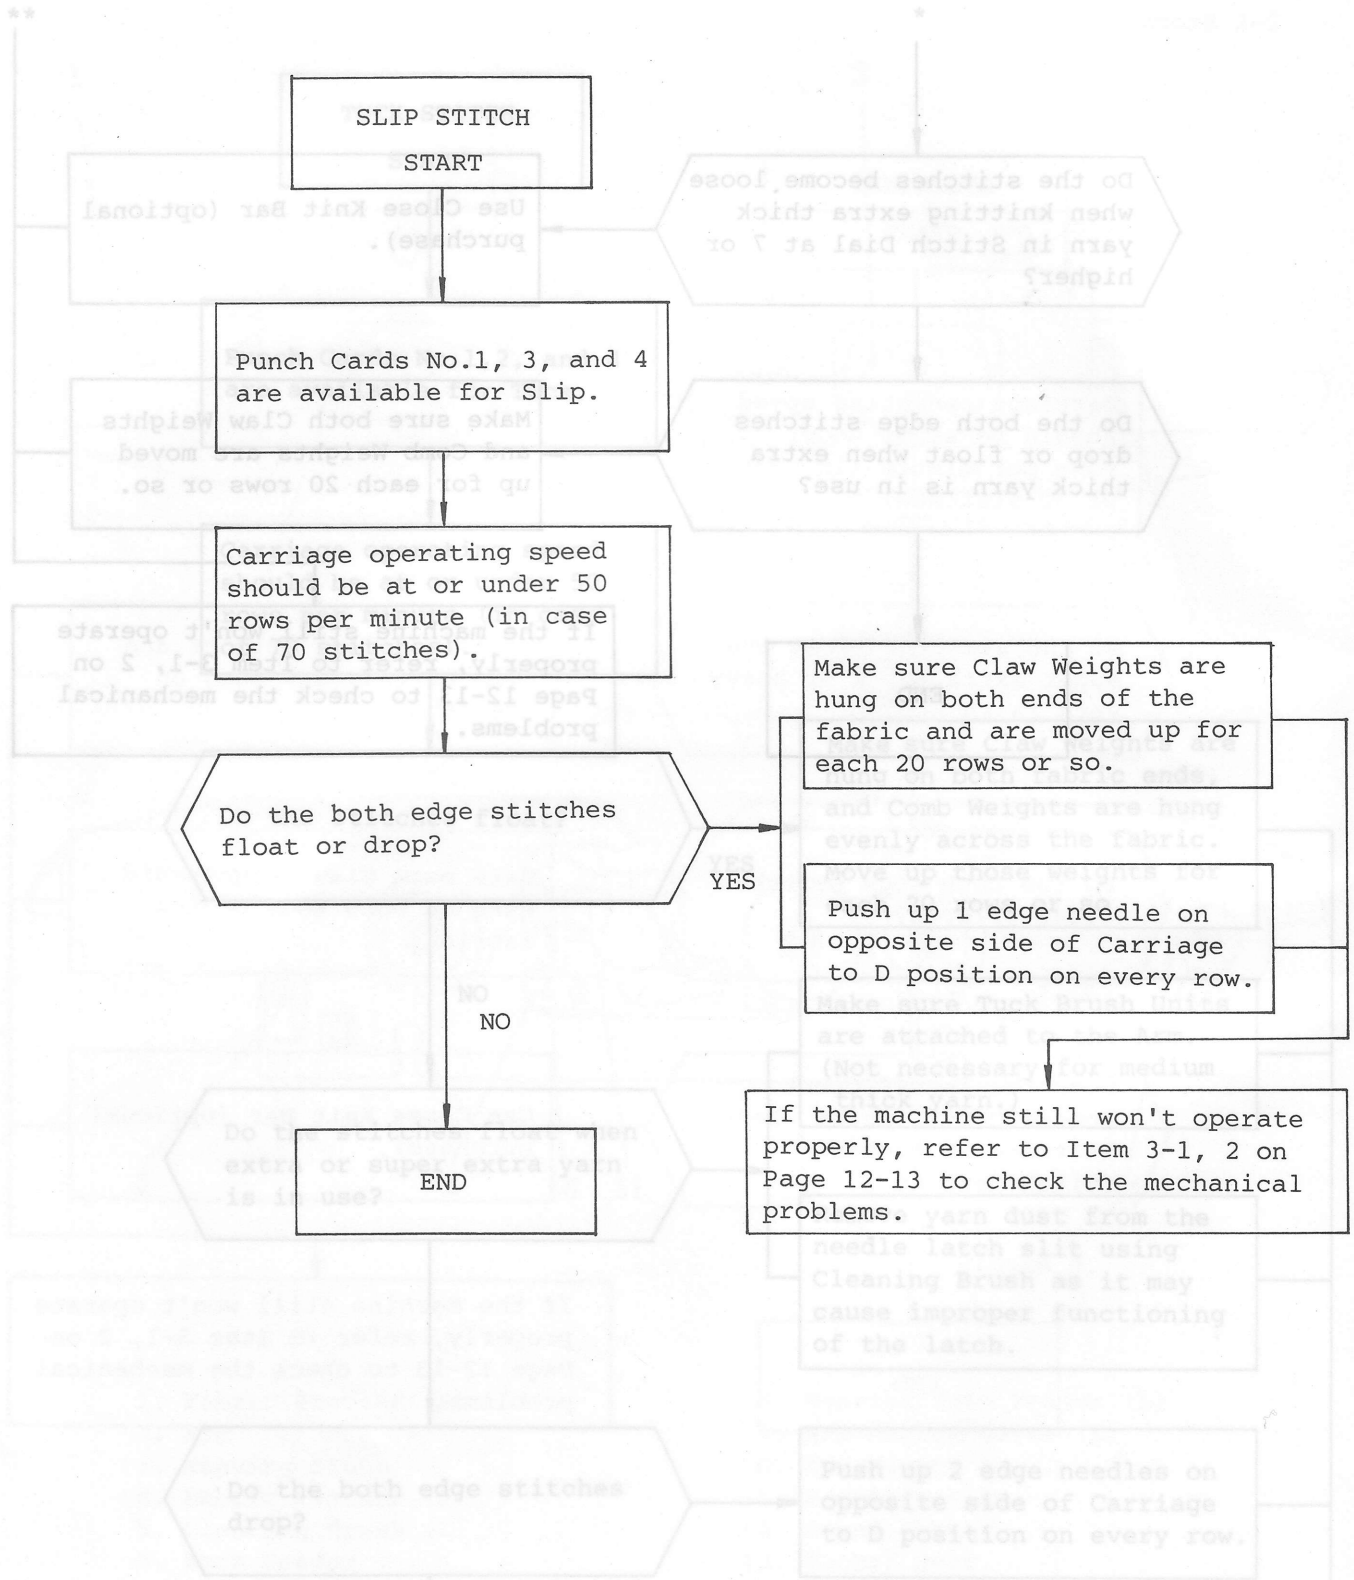 SLIP STITCH
START
Punch Cards No.1, 3, and 4
are available for Slip.
Carriage operating speed
should be at or under 50
rows per minute (in case
of 70 stitches).
Do the both edge stitches
float or drop?
YES
NO
END
Make sure Claw Weights are
hung on both ends of the
fabric and are moved up for
each 20 rows or so.
Push up 1 edge needle on
opposite side of Carriage
to D position on every row.
If the machine still won't operate
properly, refer to Item 3-1, 2 on
Page 12-13 to check the mechanical
problems.